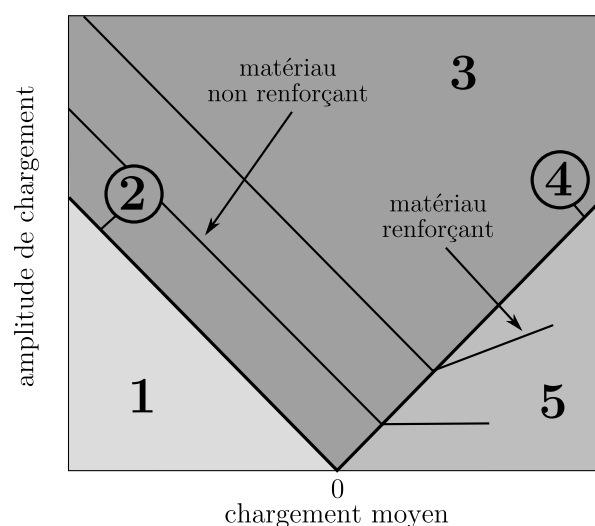 matériau
non renforçant
3
2
4
matériau
renforçant
1
5
0
chargement moyen
amplitude de chargement